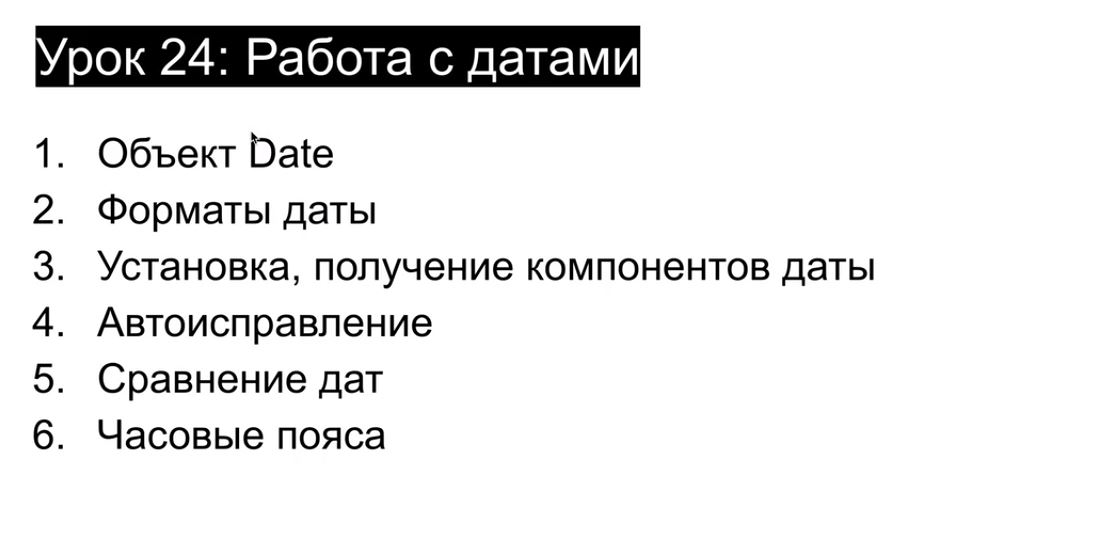 Урок 24: Работа с датами
1. Объект Date
2. Форматы даты
3. Установка, получение компонентов даты
4. Автоисправление
5. Сравнение дат
6. Часовые пояса